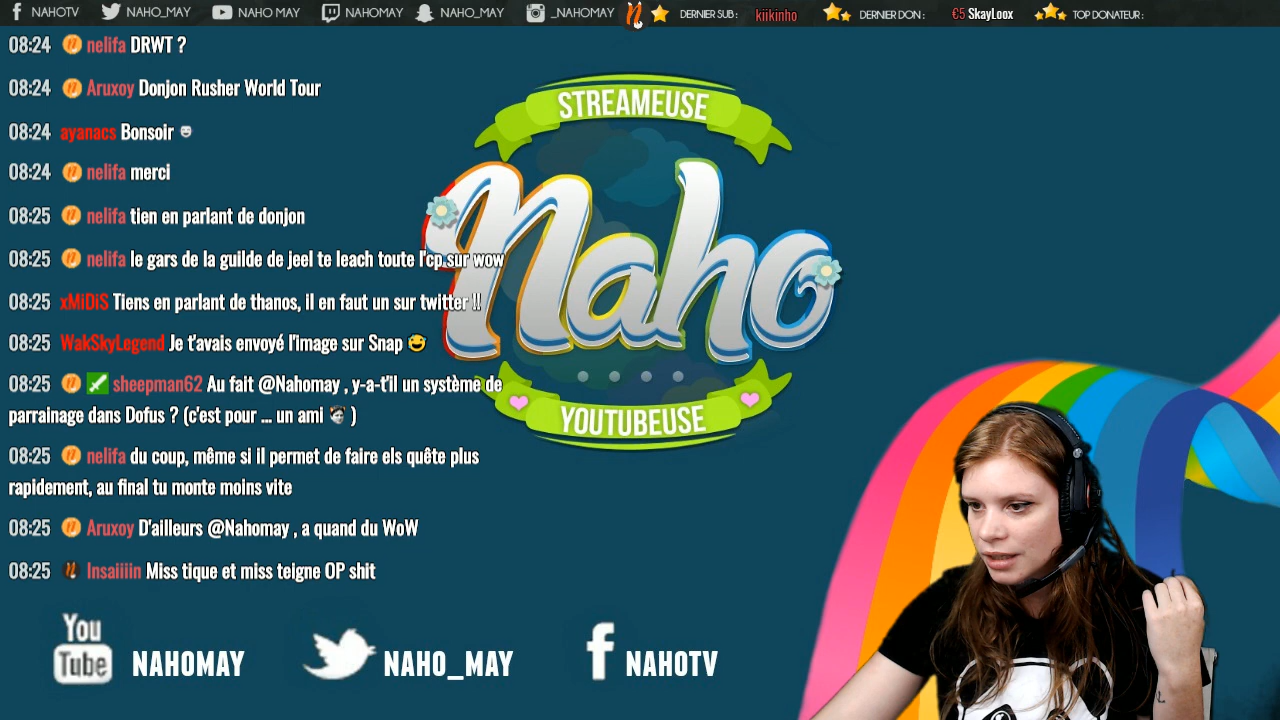 NAHOTV NAHO_MAY NAHO MAY NAHOMAY NAHO_MAY _NAHOMAY DERNIER SUB : kiikinho DERNIER DON : €5 SkayLoox TOP DONATEUR :
08:24 nelifa DRWT ?
08:24 Aruxoy Donjon Rusher World Tour
08:24 ayanacs Bonsoir
08:24 nelifa merci
08:25 nelifa tien en parlant de donjon
08:25 nelifa le gars de la guilde de jeel te leach toute l'cp sur wow
08:25 xMiDiS Tiens en parlant de thanos, il en faut un sur twitter !!
08:25 WakSkyLegend Je t'avais envoyé l'image sur Snap 😅
08:25 sheepman62 Au fait @Nahomay , y-a-t'il un système de
parrainage dans Dofus ? (c'est pour ... un ami )
08:25 nelifa du coup, même si il permet de faire els quête plus
rapidement, au final tu monte moins vite
08:25 Aruxoy D'ailleurs @Nahomay , a quand du WoW
08:25 Insaiiiin Miss tique et miss teigne OP shit
STREAMEUSE
Naho
YOUTUBEUSE
You
Tube
NAHOMAY NAHO_MAY NAHOTV